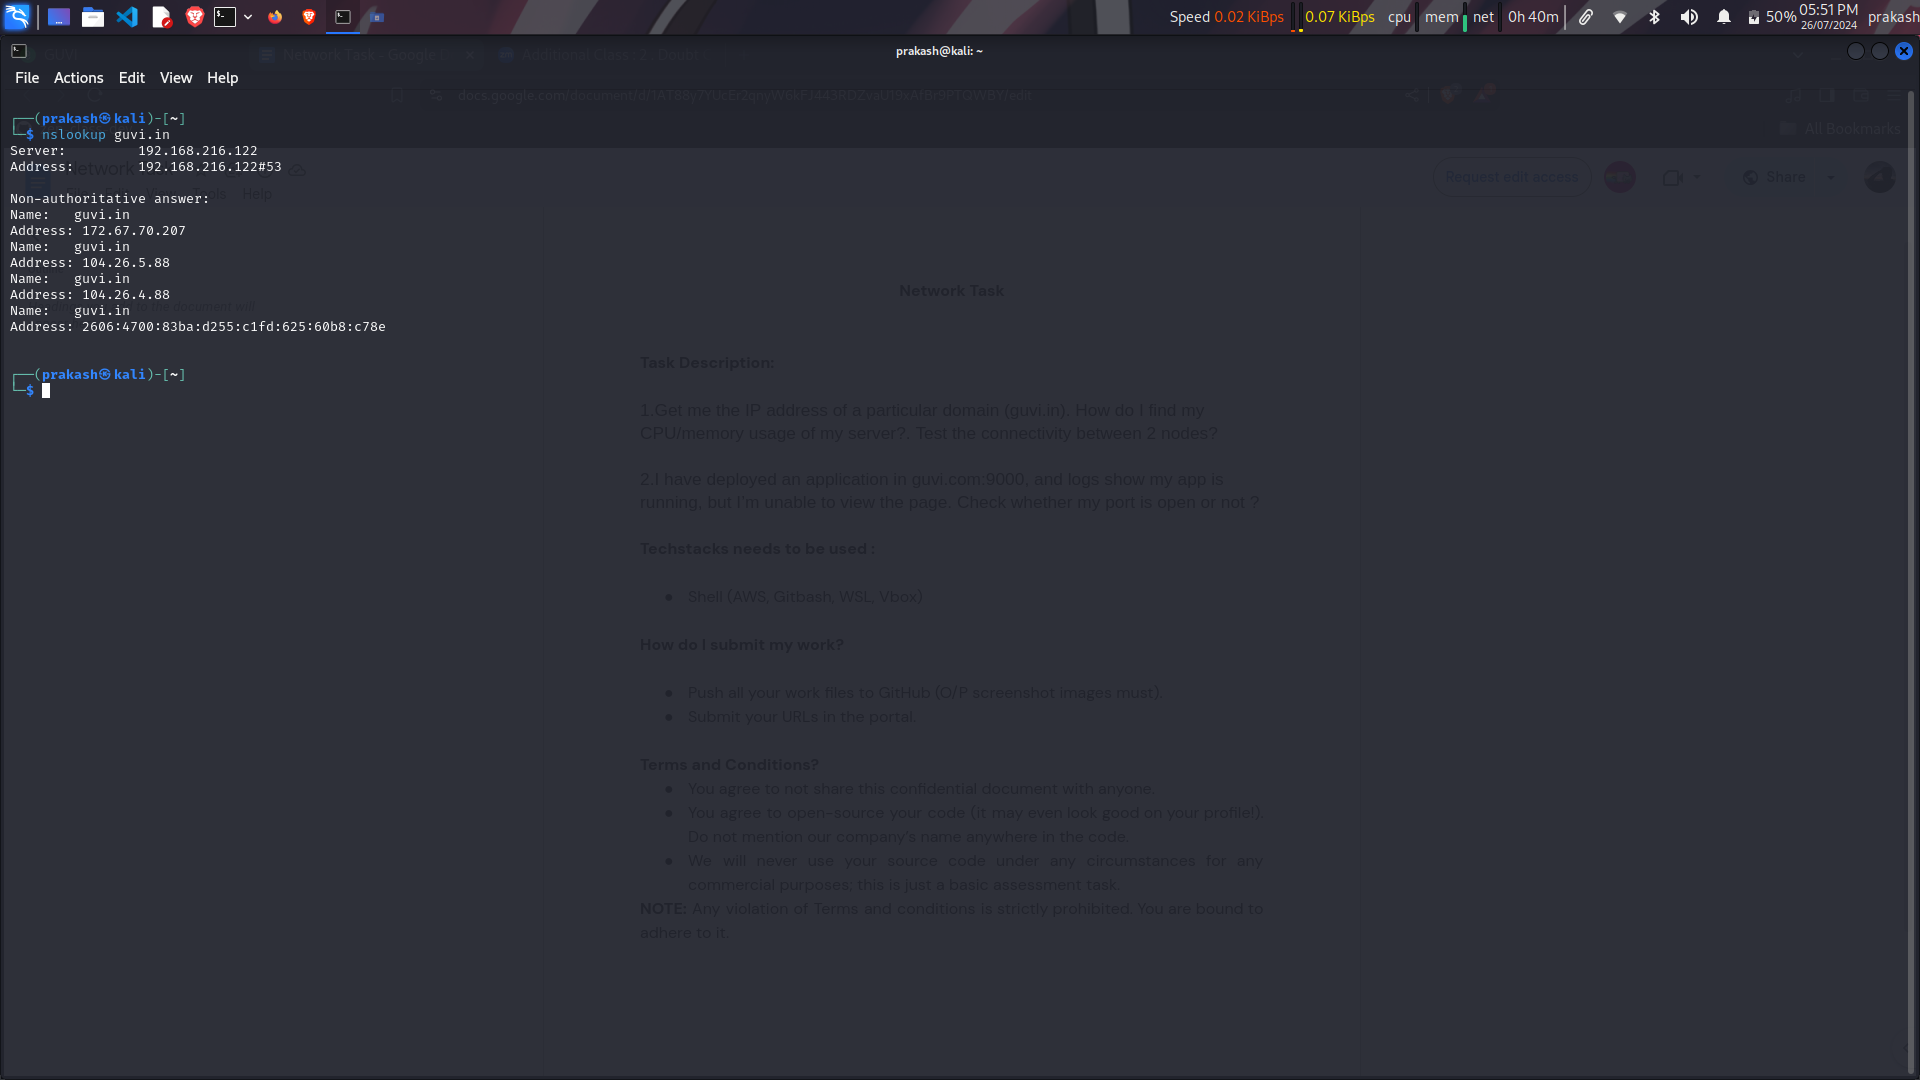 Speed 0.02 KiBps 0.07 KiBps cpu mem net 0h 40m 50% 05:51 PM 26/07/2024 prakash
GUVI Network Task - Google Additional Class - 2 - Doubt
prakash@kali: ~
File Actions Edit View Help
All Bookmarks
┌──(prakash㉿kali)-[~]
└─$ nslookup guvi.in
Server: 192.168.216.122
Address: 192.168.216.122#53
Non-authoritative answer:
Name: guvi.in
Address: 172.67.70.207
Name: guvi.in
Address: 104.26.5.88
Name: guvi.in
Address: 104.26.4.88
Name: guvi.in
Address: 2606:4700:83ba:d255:c1fd:625:60b8:c78e
┌──(prakash㉿kali)-[~]
└─$
Network
File Edit View Tools Help
Request edit access
Share
Network Task
Task Description:
1.Get me the IP address of a particular domain (guvi.in). How do I find my
CPU/memory usage of my server?. Test the connectivity between 2 nodes?
2.I have deployed an application in guvi.com:9000, and logs show my app is
running, but I'm unable to view the page. Check whether my port is open or not ?
Techstacks needs to be used :
● Shell (AWS, Gitbash, WSL, Vbox)
How do I submit my work?
● Push all your work files to GitHub (O/P screenshot images must).
● Submit your URLs in the portal.
Terms and Conditions?
● You agree to not share this confidential document with anyone.
● You agree to open-source your code (it may even look good on your profile!).
Do not mention our company's name anywhere in the code.
● We will never use your source code under any circumstances for any
commercial purposes; this is just a basic assessment task.
NOTE: Any violation of Terms and conditions is strictly prohibited. You are bound to
adhere to it.